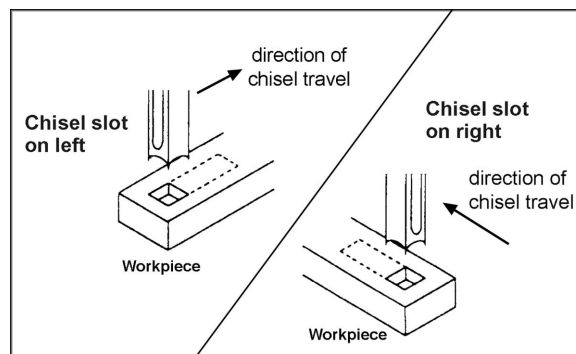 direction of
chisel travel
Chisel slot
on left
Workpiece
Chisel slot
on right
direction of
chisel travel
Workpiece